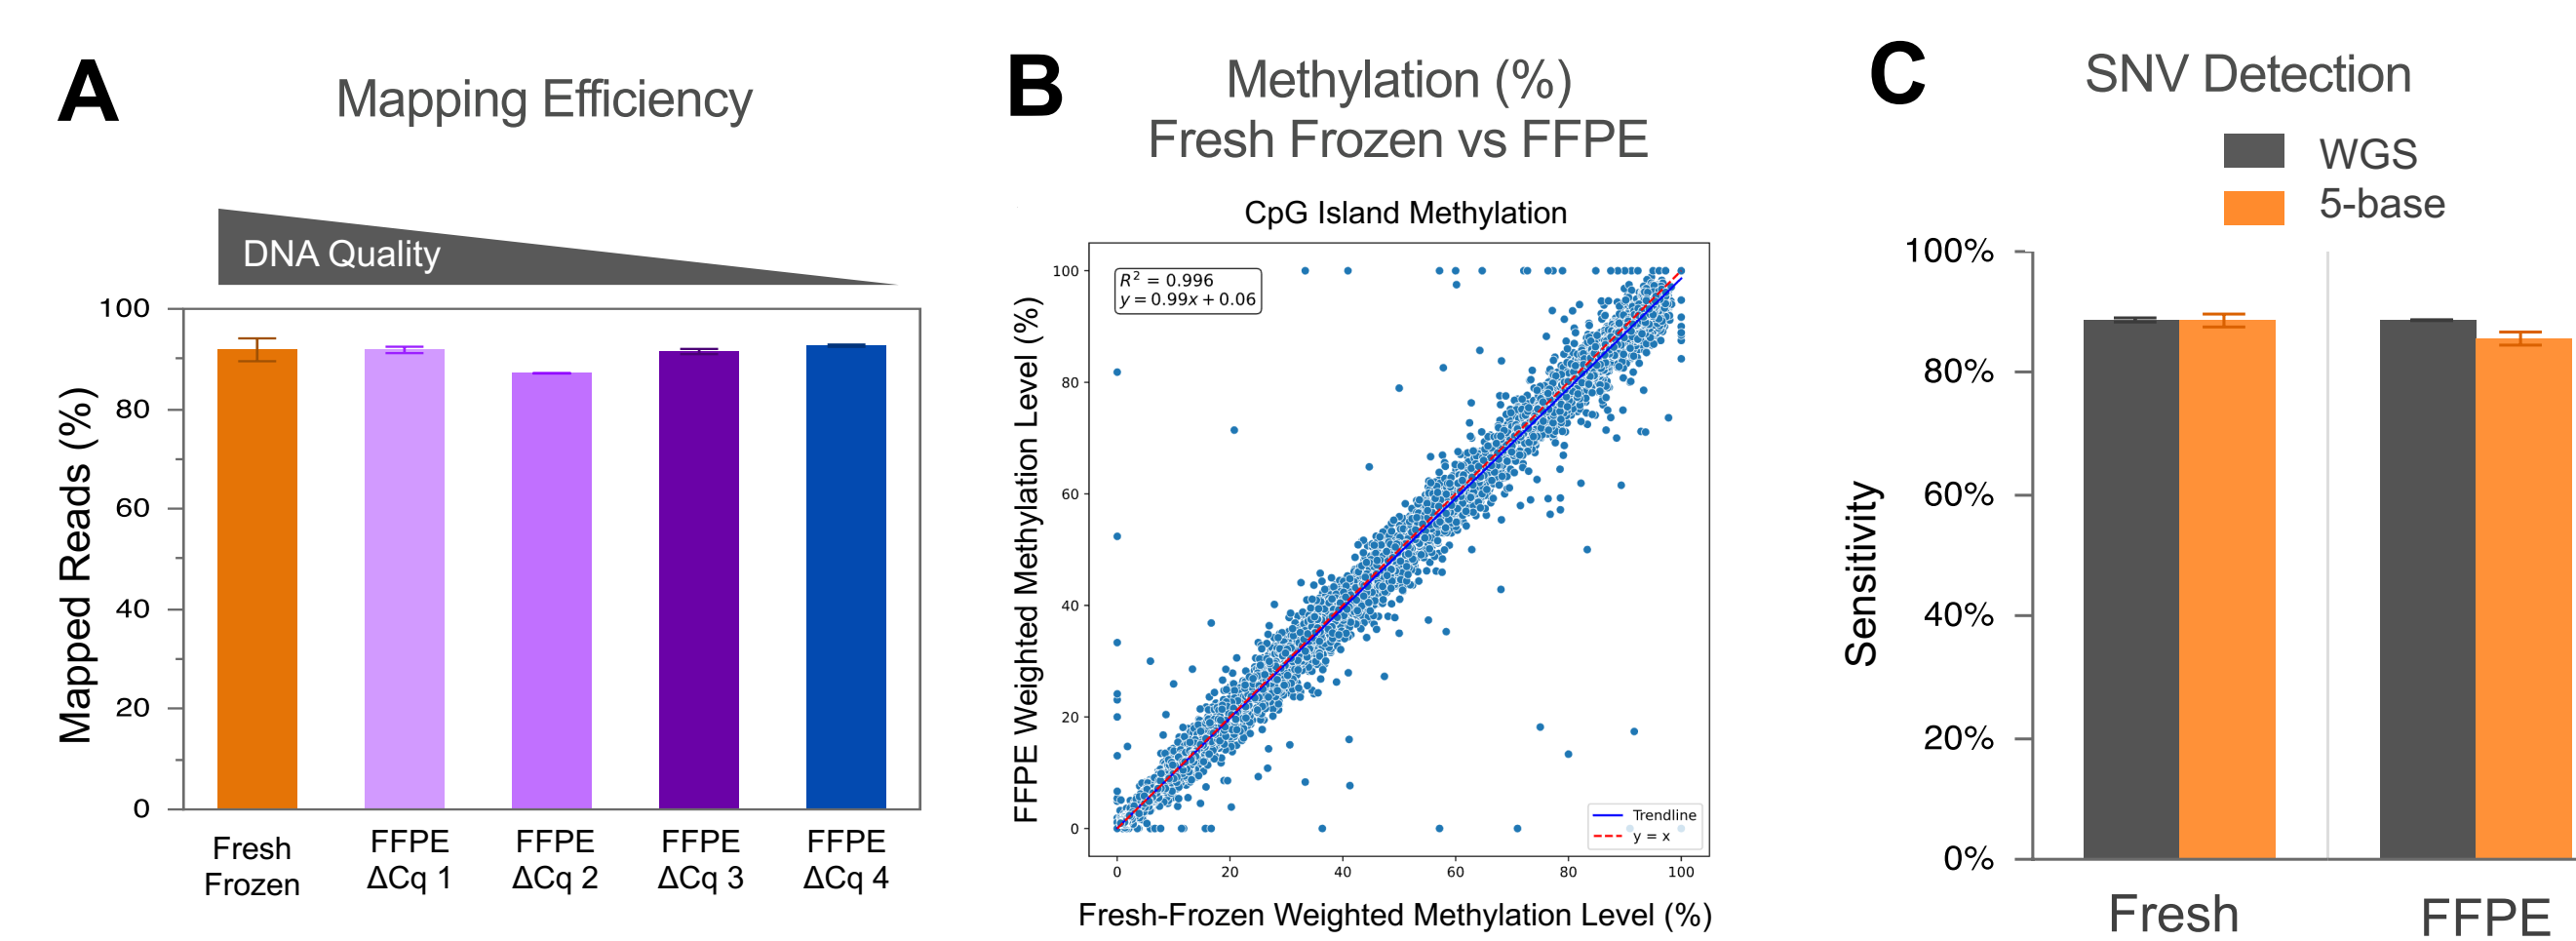 A
Mapping Efficiency
DNA Quality
Mapped Reads (%)
100
80
60
40
20
0
Fresh
Frozen
FFPE
ΔCq 1
FFPE
ΔCq 2
FFPE
ΔCq 3
FFPE
ΔCq 4
B
Methylation (%)
Fresh Frozen vs FFPE
CpG Island Methylation
R² = 0.996
y = 0.99x + 0.06
FFPE Weighted Methylation Level (%)
100
80
60
40
20
0
Trendline
y = x
0 20 40 60 80 100
Fresh-Frozen Weighted Methylation Level (%)
C
SNV Detection
WGS
5-base
Sensitivity
100%
80%
60%
40%
20%
0%
Fresh
FFPE